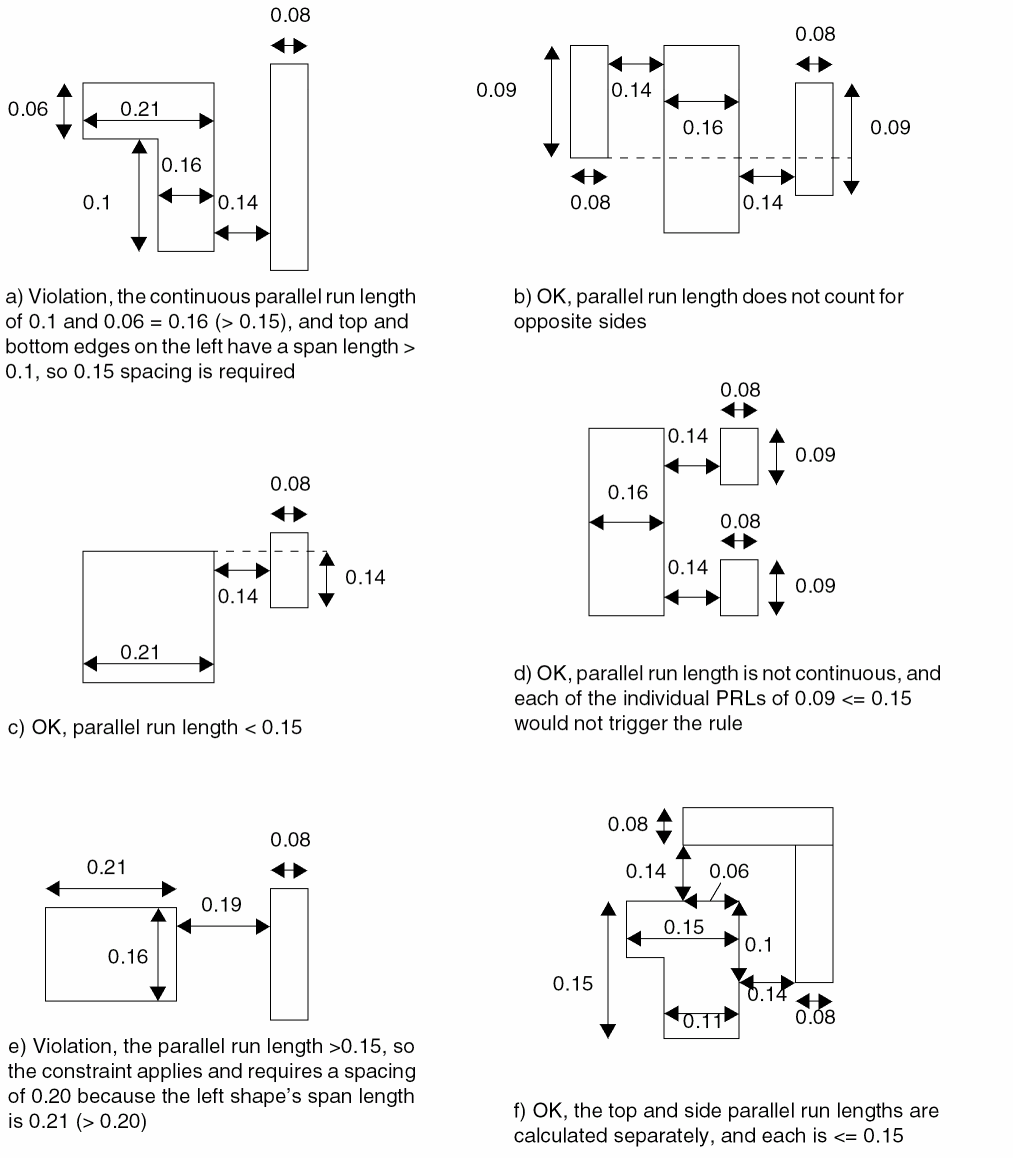 0.08
0.06
0.21
0.16
0.1
0.14
a) Violation, the continuous parallel run length
of 0.1 and 0.06 = 0.16 (> 0.15), and top and
bottom edges on the left have a span length >
0.1, so 0.15 spacing is required
0.08
0.09
0.14
0.16
0.09
0.08
0.14
b) OK, parallel run length does not count for
opposite sides
0.08
0.14
0.14
0.21
c) OK, parallel run length < 0.15
0.08
0.14
0.09
0.16
0.08
0.14
0.09
d) OK, parallel run length is not continuous, and
each of the individual PRLs of 0.09 <= 0.15
would not trigger the rule
0.08
0.21
0.19
0.16
e) Violation, the parallel run length >0.15, so
the constraint applies and requires a spacing
of 0.20 because the left shape’s span length
is 0.21 (> 0.20)
0.08
0.14
0.06
0.15
0.1
0.15
0.14
0.11
0.08
f) OK, the top and side parallel run lengths are
calculated separately, and each is <= 0.15